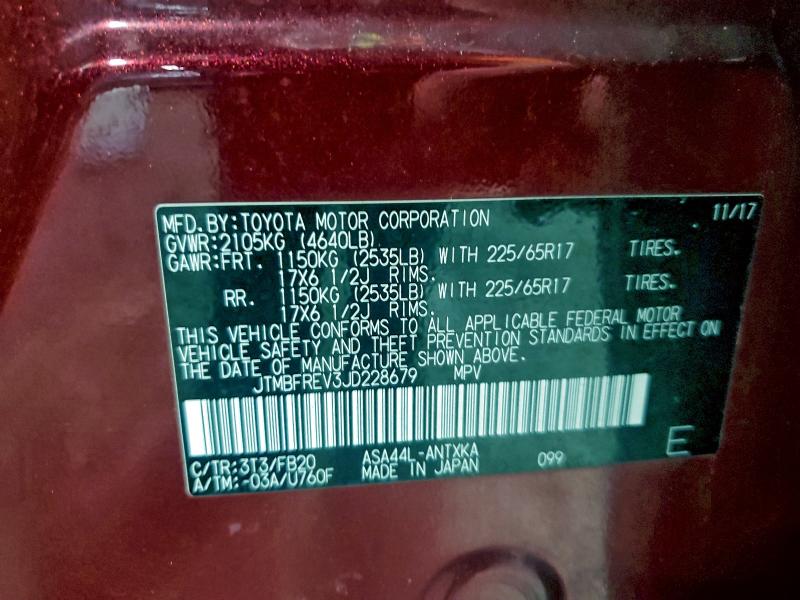 MFD.BY:TOYOTA MOTOR CORPORATION 11/17
GVWR:2105KG (4640LB)
GAWR:FRT. 1150KG (2535LB) WITH 225/65R17 TIRES.
17X6 1/2J RIMS.
RR. 1150KG (2535LB) WITH 225/65R17 TIRES.
17X6 1/2J RIMS.
THIS VEHICLE CONFORMS TO ALL APPLICABLE FEDERAL MOTOR
VEHICLE SAFETY AND THEFT PREVENTION STANDARDS IN EFFECT ON
THE DATE OF MANUFACTURE SHOWN ABOVE.
JTMBFREV3JD228679 MPV
C/TR:3T3/FB20 ASA44L-ANTXKA 099 E
A/TM:-03A/U760F MADE IN JAPAN